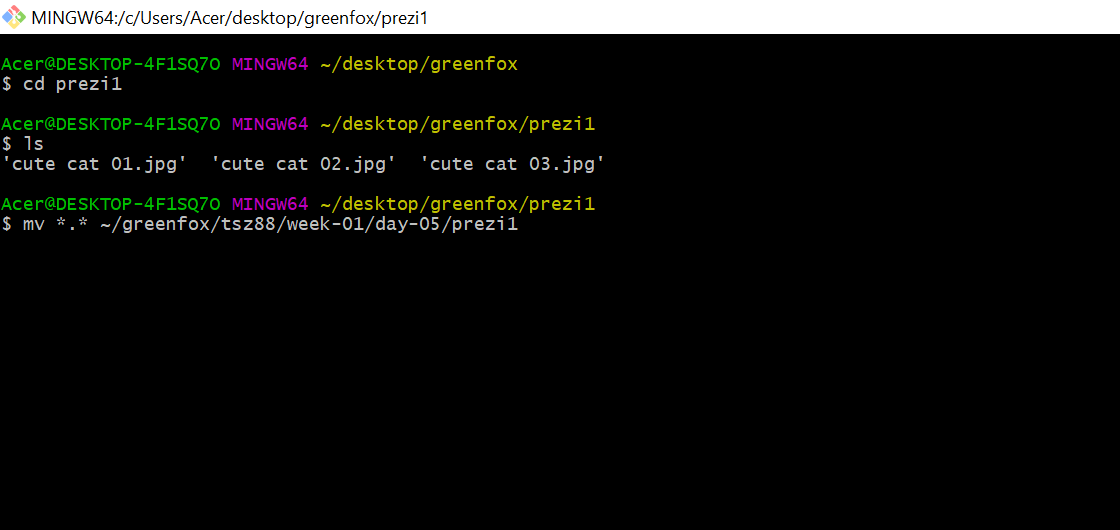 MINGW64:/c/Users/Acer/desktop/greenfox/prezi1
Acer@DESKTOP-4F1SQ7O MINGW64 ~/desktop/greenfox
$ cd prezi1
Acer@DESKTOP-4F1SQ7O MINGW64 ~/desktop/greenfox/prezi1
$ ls
'cute cat 01.jpg'  'cute cat 02.jpg'  'cute cat 03.jpg'
Acer@DESKTOP-4F1SQ7O MINGW64 ~/desktop/greenfox/prezi1
$ mv *.* ~/greenfox/tsz88/week-01/day-05/prezi1